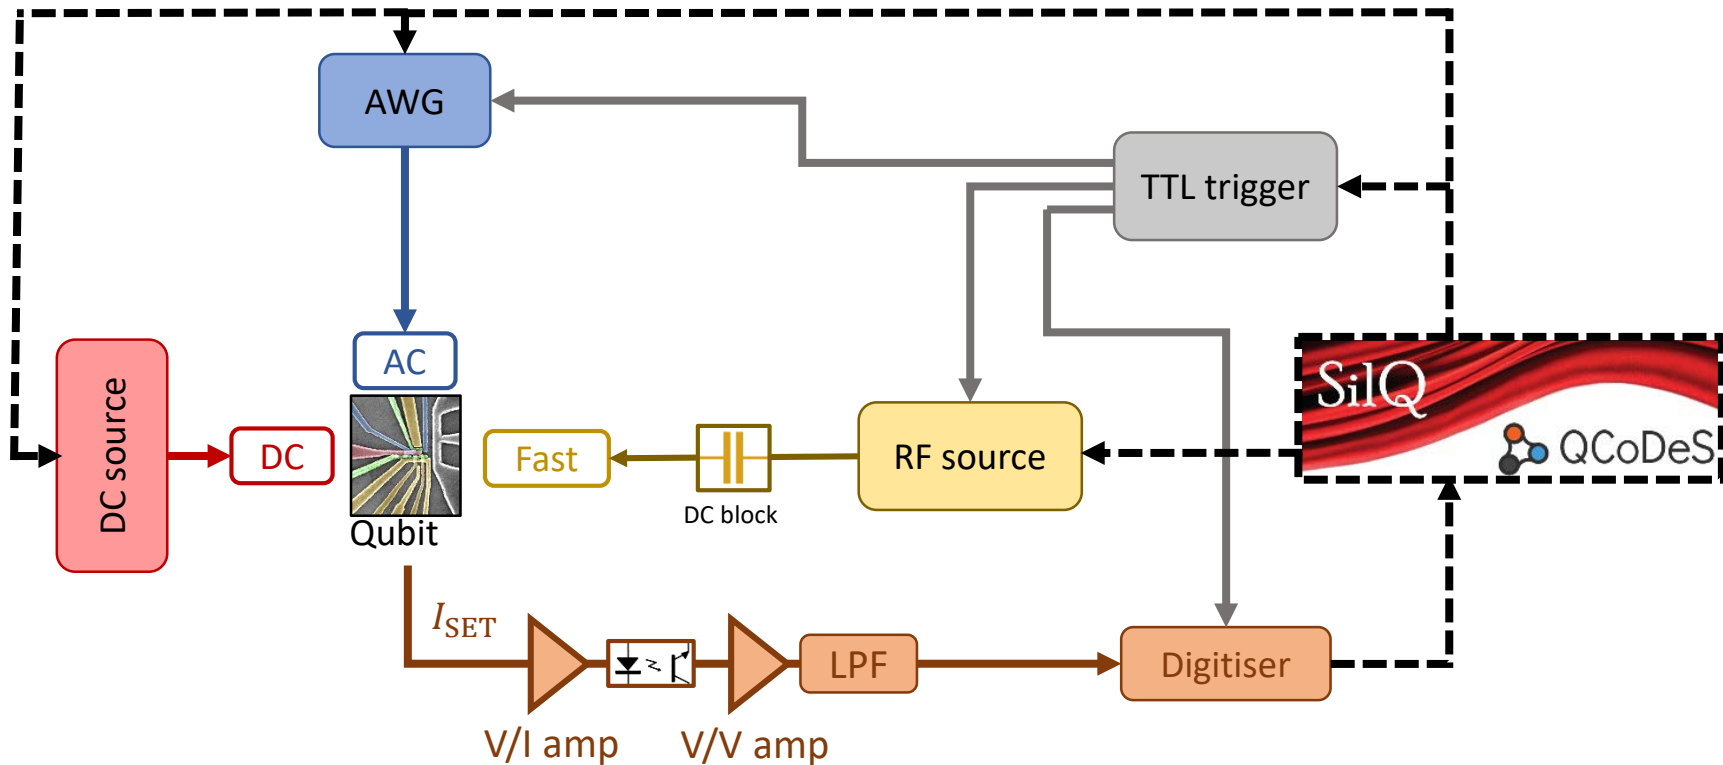 AWG
TTL trigger
AC
SilQ
QCoDeS
DC source
DC
Fast
RF source
DC block
Qubit
I_SET
LPF
Digitiser
V/I amp
V/V amp